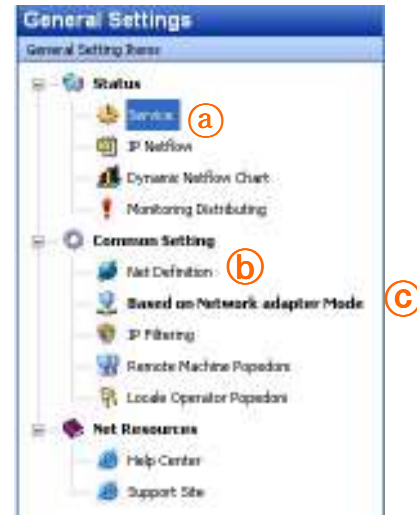 General Settings
General Setting Items
Status
Service ⓐ
IP Netflow
Dynamic Netflow Chart
Monitoring Distributing
Common Setting
Net Definition ⓑ
Based on Network adapter Mode ⓒ
IP Filtering
Remote Machine Popedom
Locale Operator Popedom
Net Resources
Help Center
Support Site